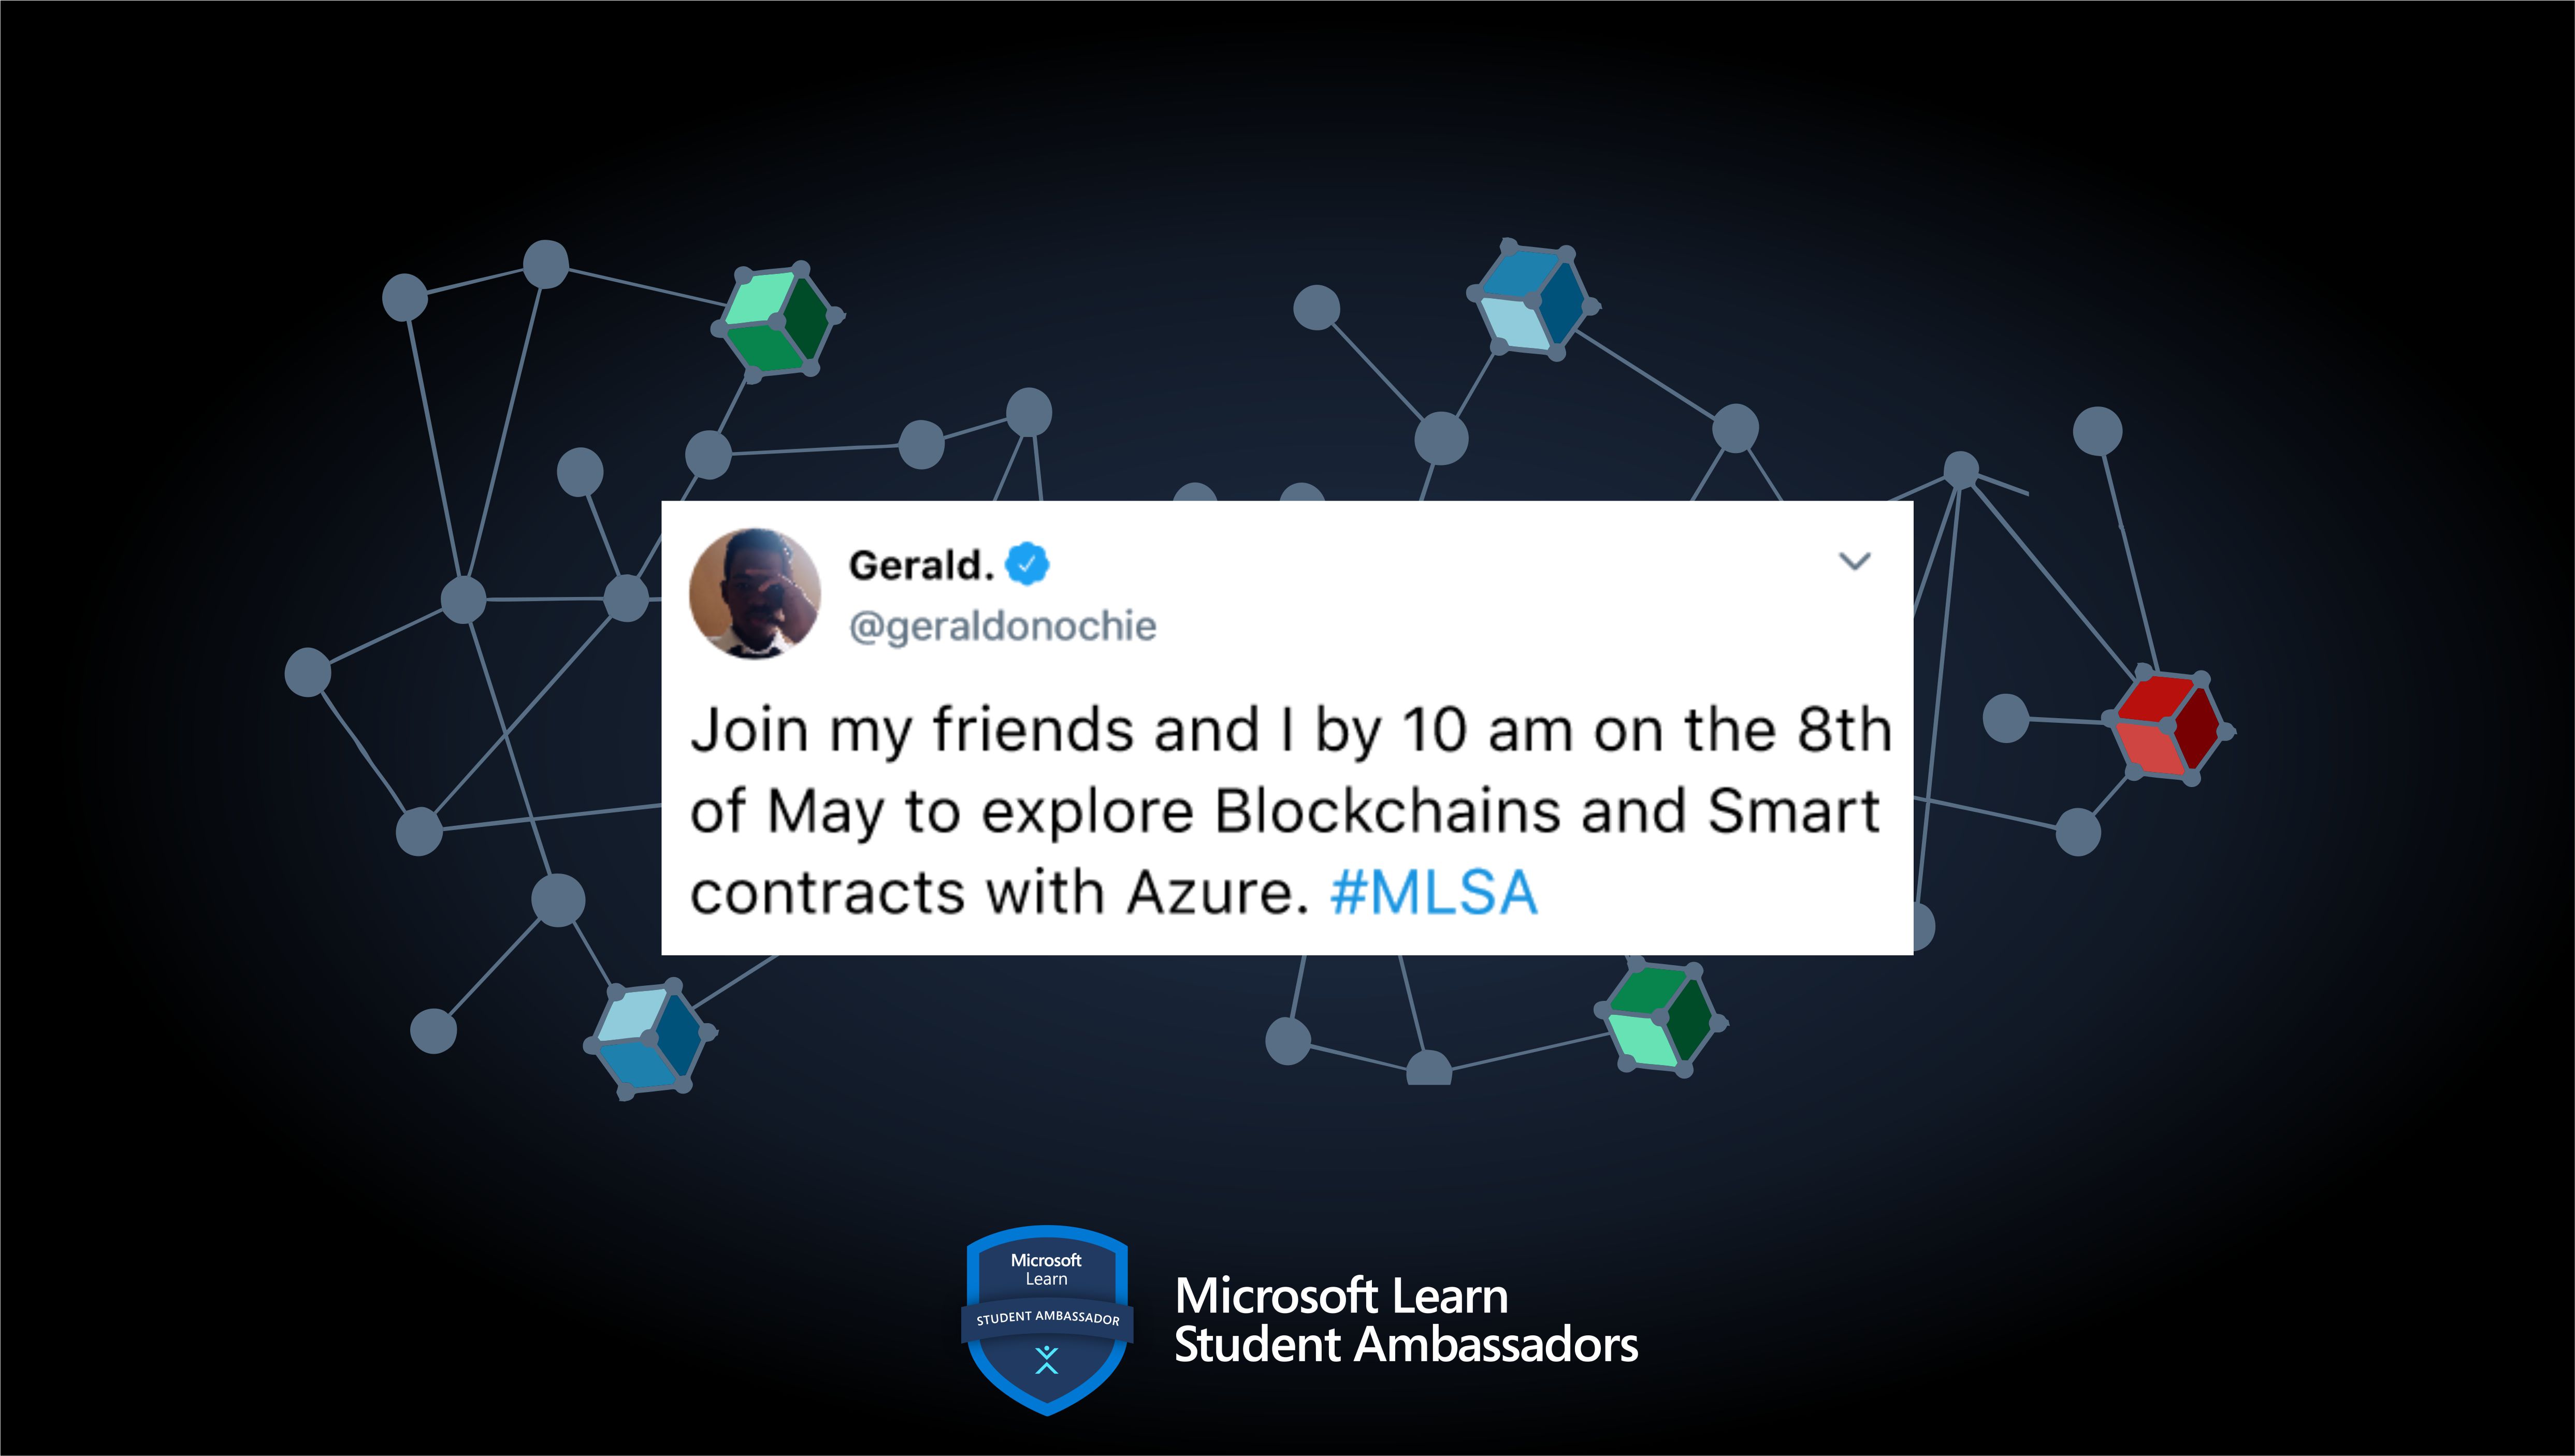 Gerald.
@geraldonochie
Join my friends and I by 10 am on the 8th
of May to explore Blockchains and Smart
contracts with Azure. #MLSA
Microsoft
Learn
STUDENT AMBASSADOR
Microsoft Learn
Student Ambassadors